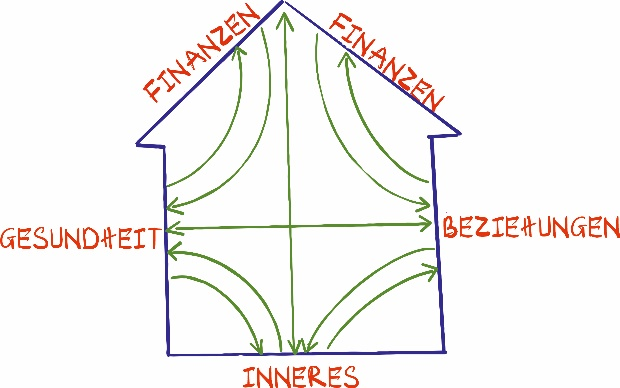 FINANZEN
FINANZEN
GESUNDHEIT
BEZIEHUNGEN
INNERES